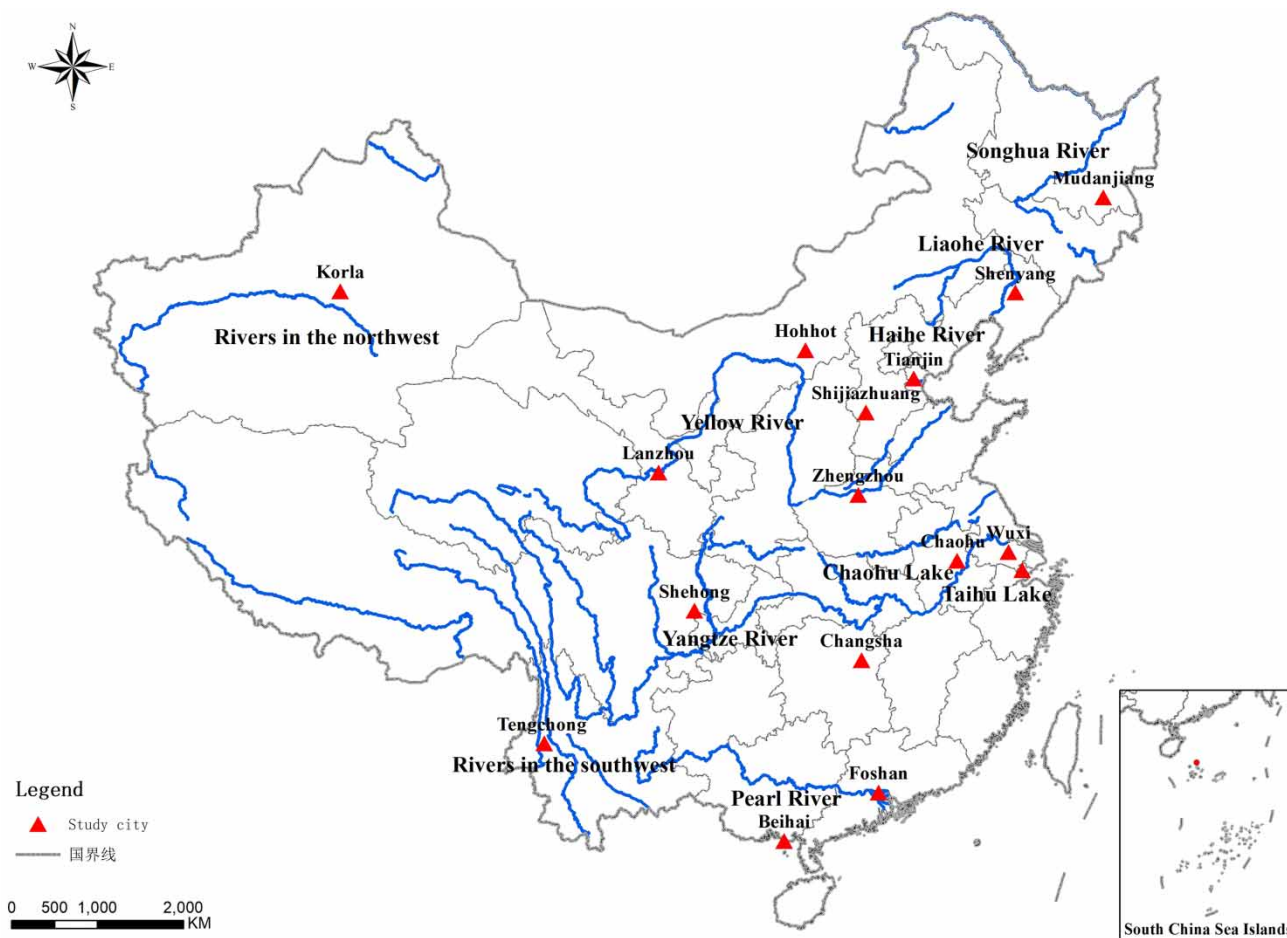 N
W
E
S
Songhua River
Mudanjiang
Liaohe River
Korla
Shenyang
Rivers in the northwest
Hohhot
Haihe River
Tianjin
Shijiazhuang
Yellow River
Lanzhou
Zhengzhou
Chaohu
Wuxi
Chaohu Lake
Taihu Lake
Shehong
Yangtze River
Changsha
Tengchong
Rivers in the southwest
Foshan
Pearl River
Beihai
Legend
Study city
国界线
0 500 1,000 2,000
KM
South China Sea Island